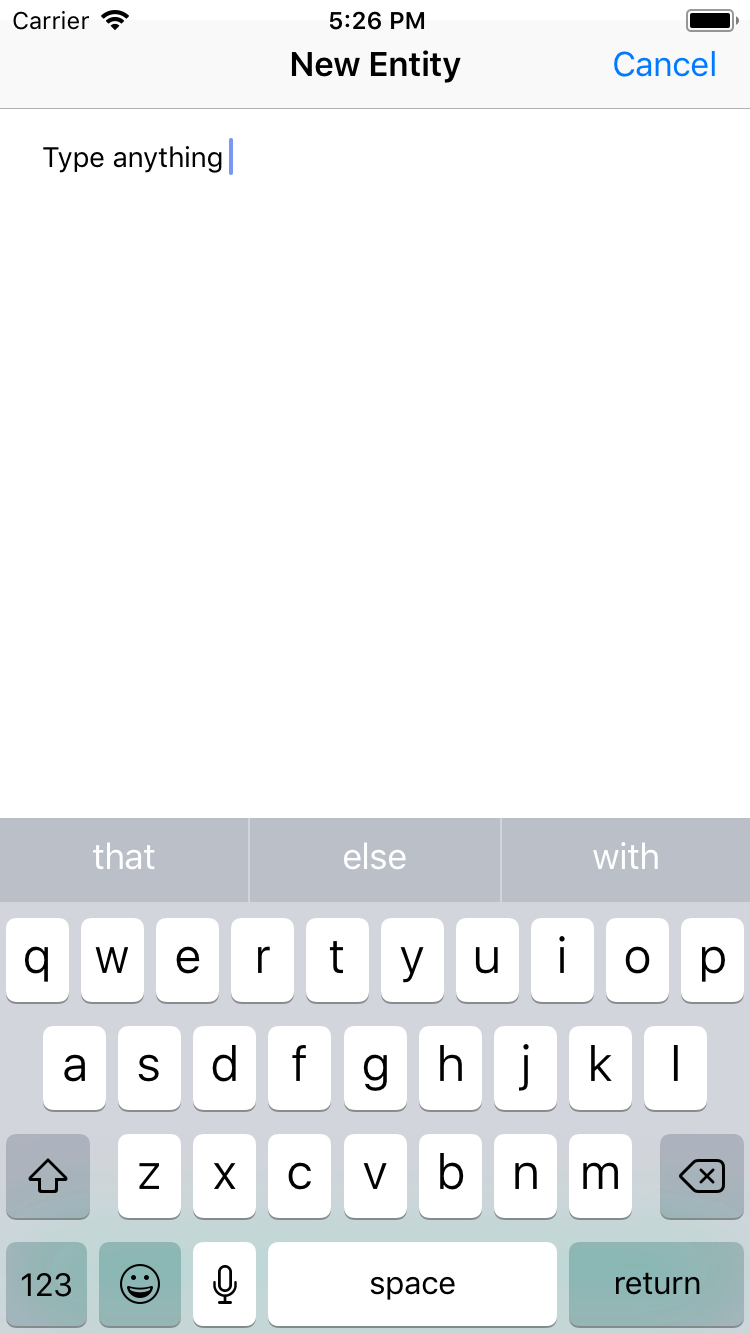 Carrier 5:26 PM
New Entity Cancel
Type anything
that else with
q w e r t y u i o p
a s d f g h j k l
z x c v b n m
123 space return